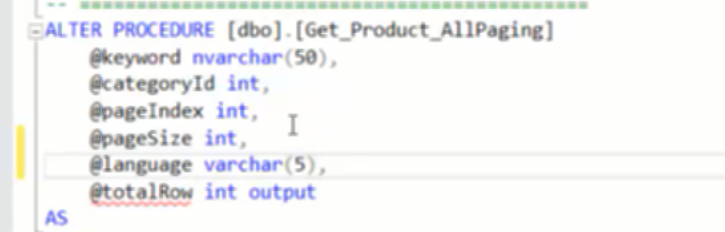 -- =============================================
ALTER PROCEDURE [dbo].[Get_Product_AllPaging]
@keyword nvarchar(50),
@categoryId int,
@pageIndex int,
@pageSize int,
@language varchar(5),
@totalRow int output
AS